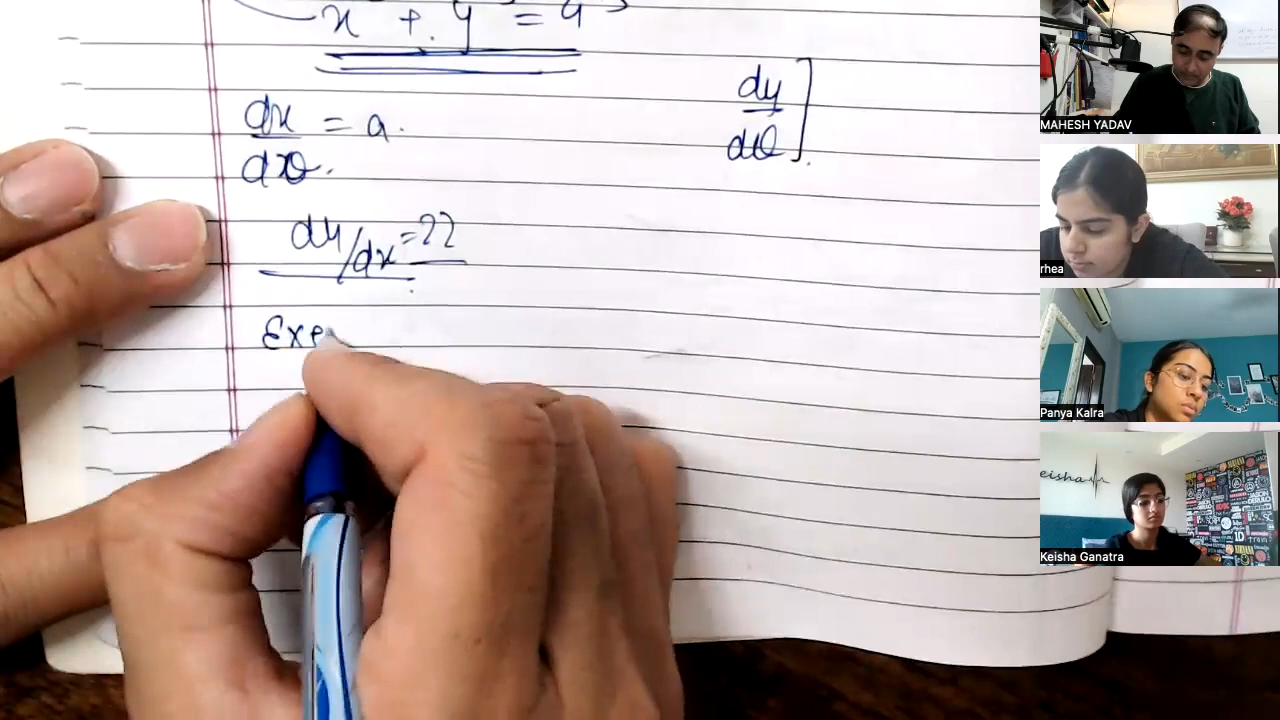 x + y = a
dx/dθ = a.
dy/dθ]
dy/dx = ??
Exe
MAHESH YADAV
rhea
Panya Kalra
eisha
Keisha Ganatra